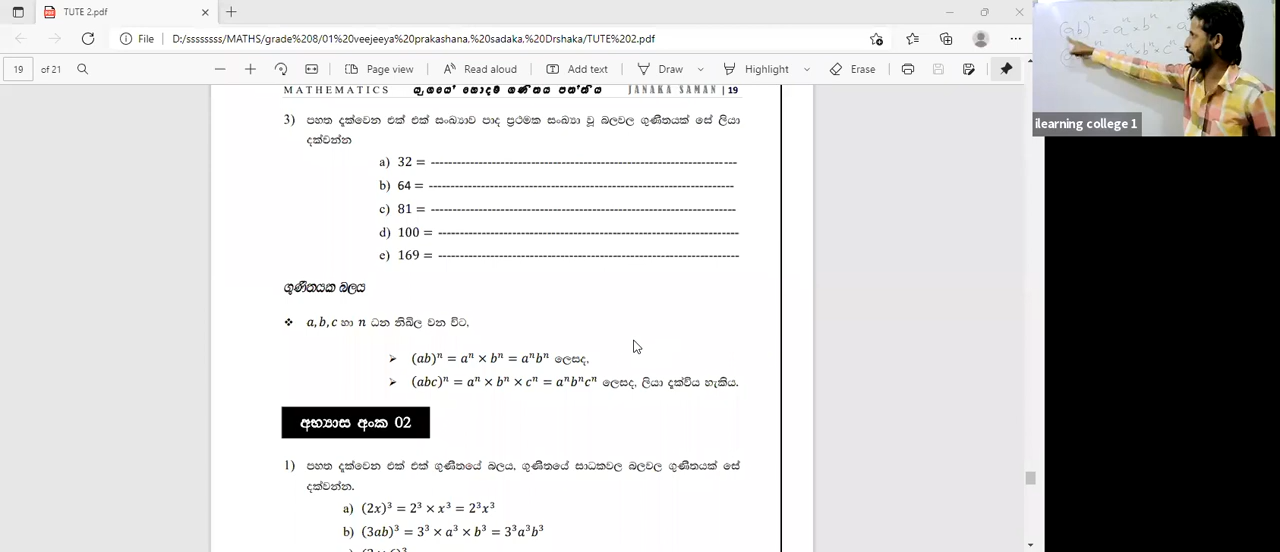 TUTE 2.pdf
File D:/ssssssss/MATHS/grade%208/01%20veejeeya%20prakashana.%20sadaka.%20Drshaka/TUTE%202.pdf
19 of 21 Page view Read aloud Add text Draw Highlight Erase
MATHEMATICS JANAKA SAMAN | 19
3) පහත දැක්වෙන එක් එක් සංඛ්‍යාව පාද ප්‍රථමක සංඛ්‍යා වූ බලවල ගුණිතයක් සේ ලියා
දක්වන්න
a) 32 = ----------------------------------------------------------------------
b) 64 = ----------------------------------------------------------------------
c) 81 = ----------------------------------------------------------------------
d) 100 = --------------------------------------------------------------------
e) 169 = --------------------------------------------------------------------
ගුණිතයක බලය
❖ a, b, c හා n ධන නිඛිල වන විට,
➢ (ab)ⁿ = aⁿ × bⁿ = aⁿbⁿ ලෙසද,
➢ (abc)ⁿ = aⁿ × bⁿ × cⁿ = aⁿbⁿcⁿ ලෙසද, ලියා දැක්විය හැකිය.
අභ්‍යාස අංක 02
1) පහත දැක්වෙන එක් එක් ගුණිතයේ බලය, ගුණිතයේ සාධකවල බලවල ගුණිතයක් සේ
දක්වන්න.
a) (2x)³ = 2³ × x³ = 2³x³
b) (3ab)³ = 3³ × a³ × b³ = 3³a³b³
(ab)ⁿ = aⁿ × bⁿ =
ilearning college 1